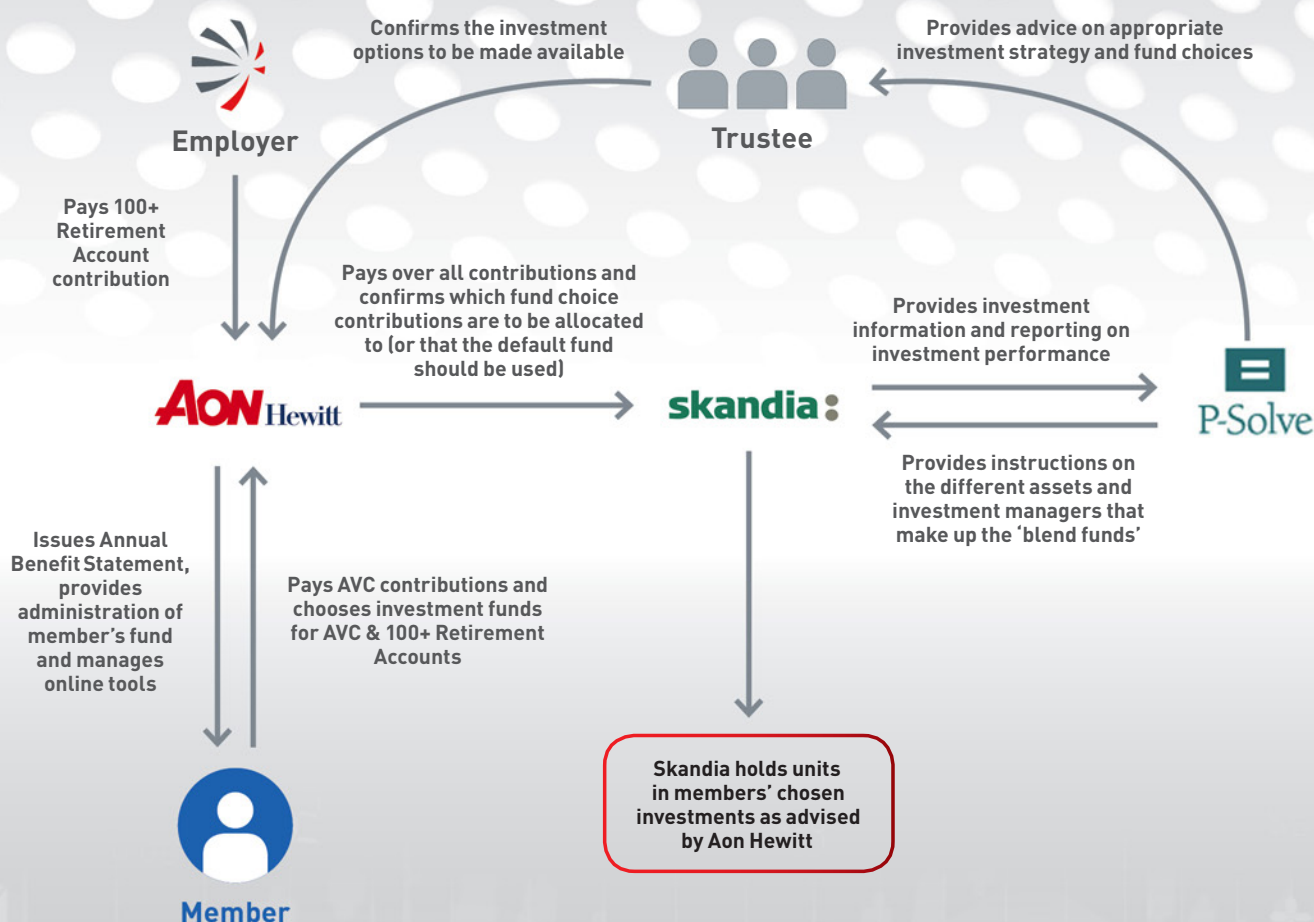 Confirms the investment
options to be made available
Provides advice on appropriate
investment strategy and fund choices
Employer
Trustee
Pays 100+
Retirement
Account
contribution
Pays over all contributions and
confirms which fund choice
contributions are to be allocated
to (or that the default fund
should be used)
Provides investment
information and reporting on
investment performance
AON Hewitt
skandia:
P-Solve
Provides instructions on
the different assets and
investment managers that
make up the ‘blend funds’
Issues Annual
Benefit Statement,
provides
administration of
member’s fund
and manages
online tools
Pays AVC contributions and
chooses investment funds
for AVC & 100+ Retirement
Accounts
Skandia holds units
in members’ chosen
investments as advised
by Aon Hewitt
Member